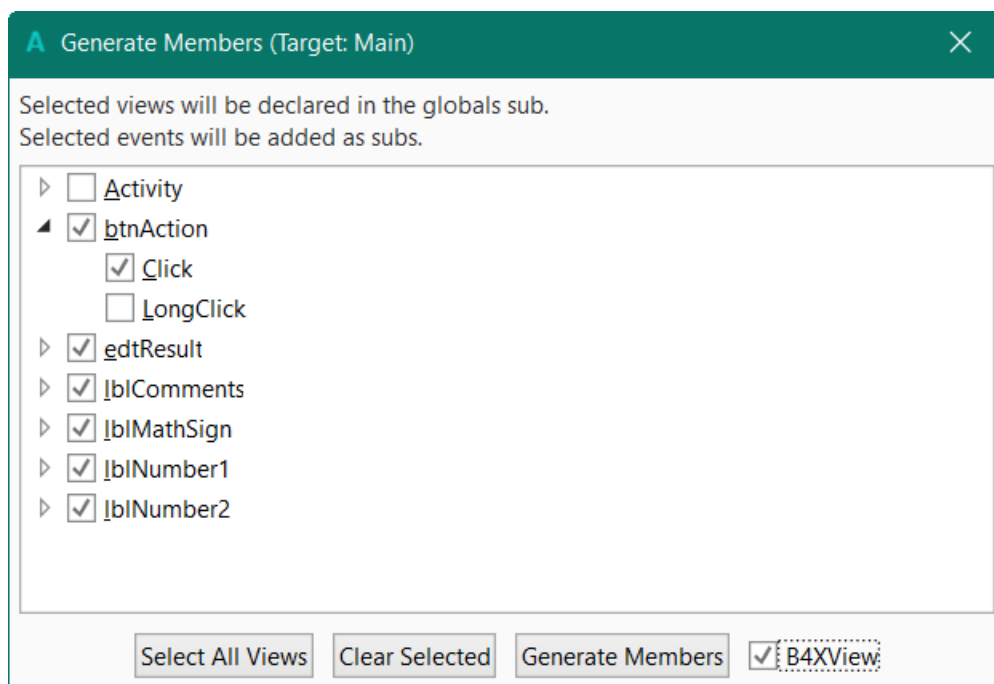 A Generate Members (Target: Main)
Selected views will be declared in the globals sub.
Selected events will be added as subs.
Activity
btnAction
Click
LongClick
edtResult
lblComments
lblMathSign
lblNumber1
lblNumber2
Select All Views Clear Selected Generate Members B4XView